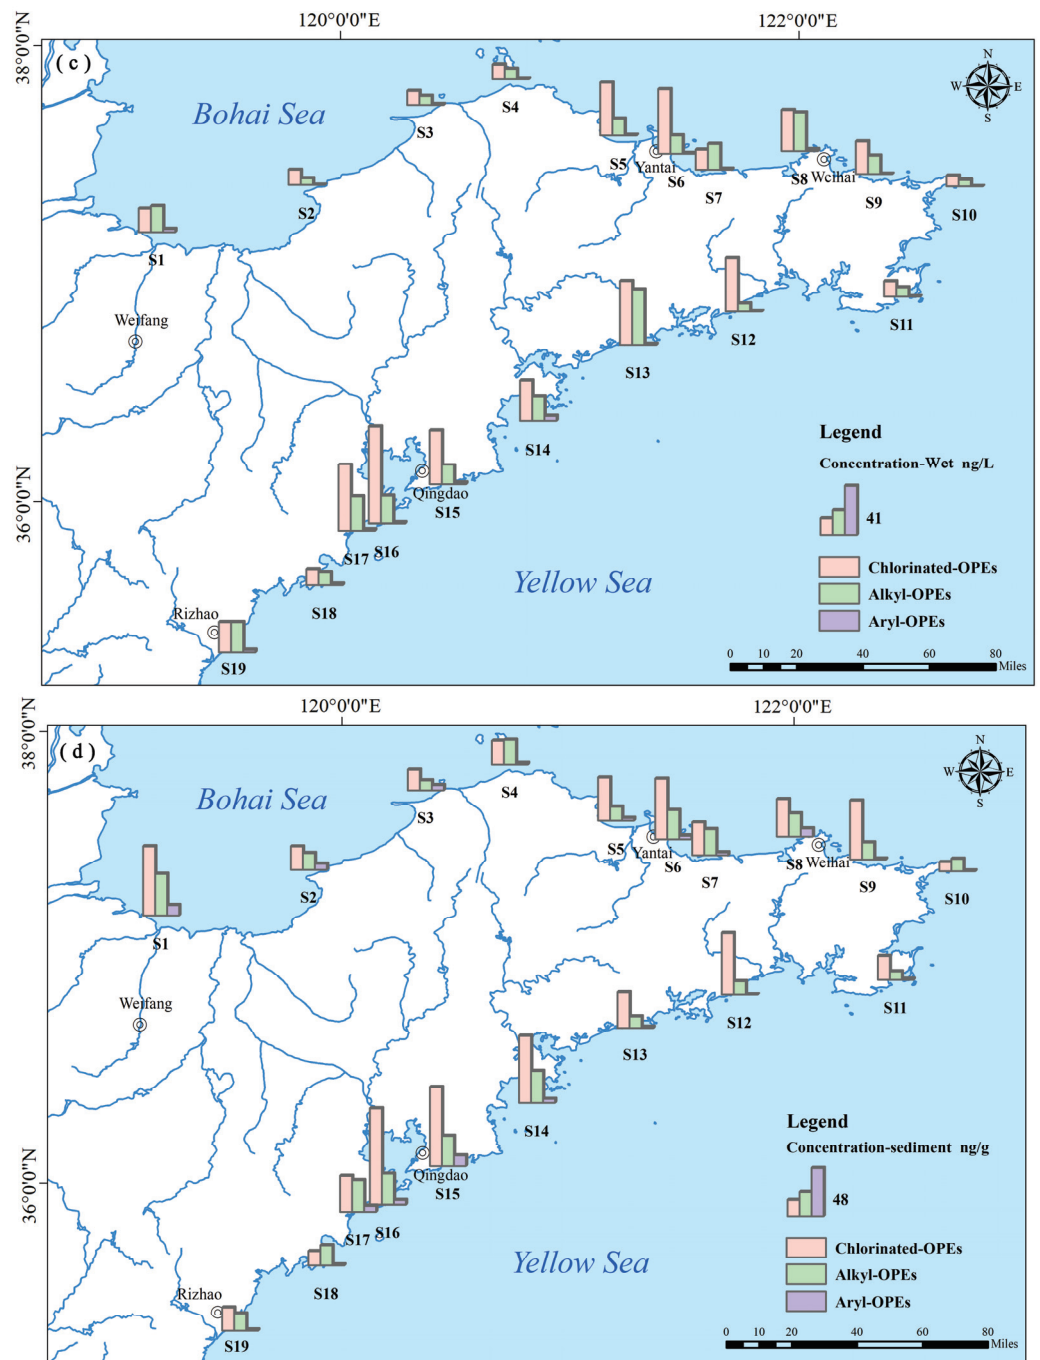 120°0'0"E 122°0'0"E
38°0'0"N
( c )
N
W E
S
Bohai Sea
S4
S3
S5
Yantai
S6
S7
S8
Weihai
S9
S10
S2
S1
S11
Weifang
S12
S13
S14
Legend
Concentration-Wet ng/L
41
Chlorinated-OPEs
Alkyl-OPEs
Aryl-OPEs
36°0'0"N
Qingdao
S15
S16
S17
Yellow Sea
S18
Rizhao
S19
0 10 20 40 60 80
Miles
120°0'0"E 122°0'0"E
38°0'0"N
( d )
N
W E
S
Bohai Sea
S4
S3
S5
Yantai
S6
S7
S8
Weihai
S9
S10
S2
S1
S11
Weifang
S12
S13
S14
Legend
Concentration-sediment ng/g
48
Chlorinated-OPEs
Alkyl-OPEs
Aryl-OPEs
36°0'0"N
Qingdao
S15
S16
S17
Yellow Sea
S18
Rizhao
S19
0 10 20 40 60 80
Miles